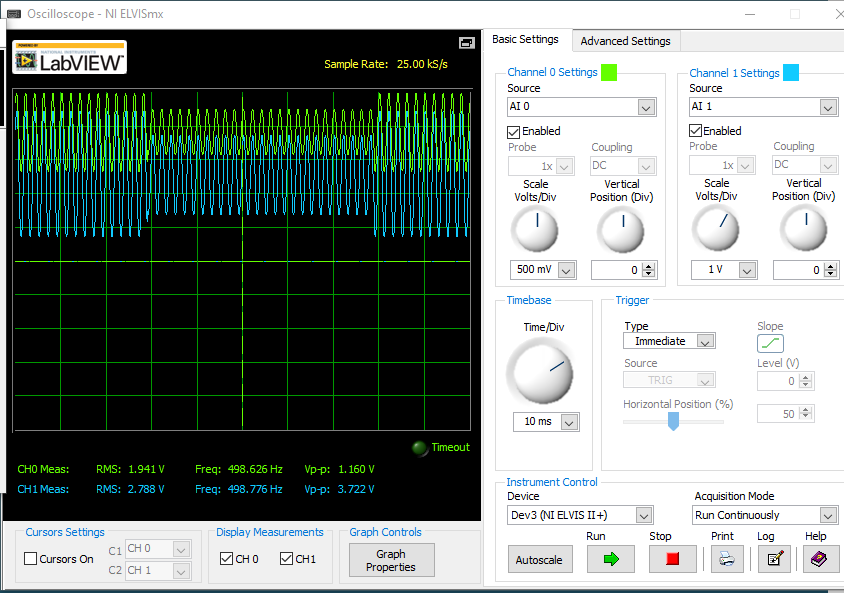 Oscilloscope - NI ELVISmx
POWERED BY
NATIONAL INSTRUMENTS
LabVIEW™
Sample Rate: 25.00 kS/s
Timeout
CH0 Meas: RMS: 1.941 V Freq: 498.626 Hz Vp-p: 1.160 V
CH1 Meas: RMS: 2.788 V Freq: 498.776 Hz Vp-p: 3.722 V
Cursors Settings
Cursors On
C1 CH 0
C2 CH 1
Display Measurements
CH 0 CH1
Graph Controls
Graph
Properties
Basic Settings Advanced Settings
Channel 0 Settings
Source
AI 0
Enabled
Probe Coupling
1x DC
Scale
Volts/Div
Vertical
Position (Div)
500 mV 0
Channel 1 Settings
Source
AI 1
Enabled
Probe Coupling
1x DC
Scale
Volts/Div
Vertical
Position (Div)
1 V 0
Timebase
Time/Div
10 ms
Trigger
Type
Immediate
Source
TRIG
Horizontal Position (%)
Slope
Level (V)
0
50
Instrument Control
Device
Dev3 (NI ELVIS II+)
Acquisition Mode
Run Continuously
Autoscale
Run Stop Print Log Help